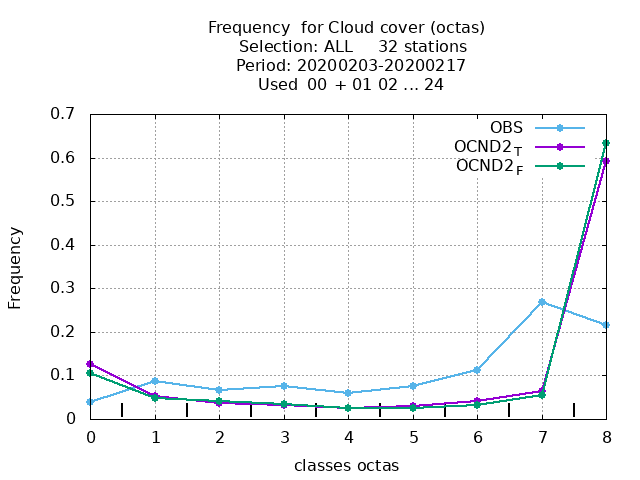 Frequency  for Cloud cover (octas)
Selection: ALL     32 stations
Period: 20200203-20200217
Used  00  + 01 02 ... 24
OBS
OCND2T
OCND2F
0.7
0.6
0.5
0.4
0.3
0.2
0.1
0
Frequency
0 1 2 3 4 5 6 7 8
classes octas